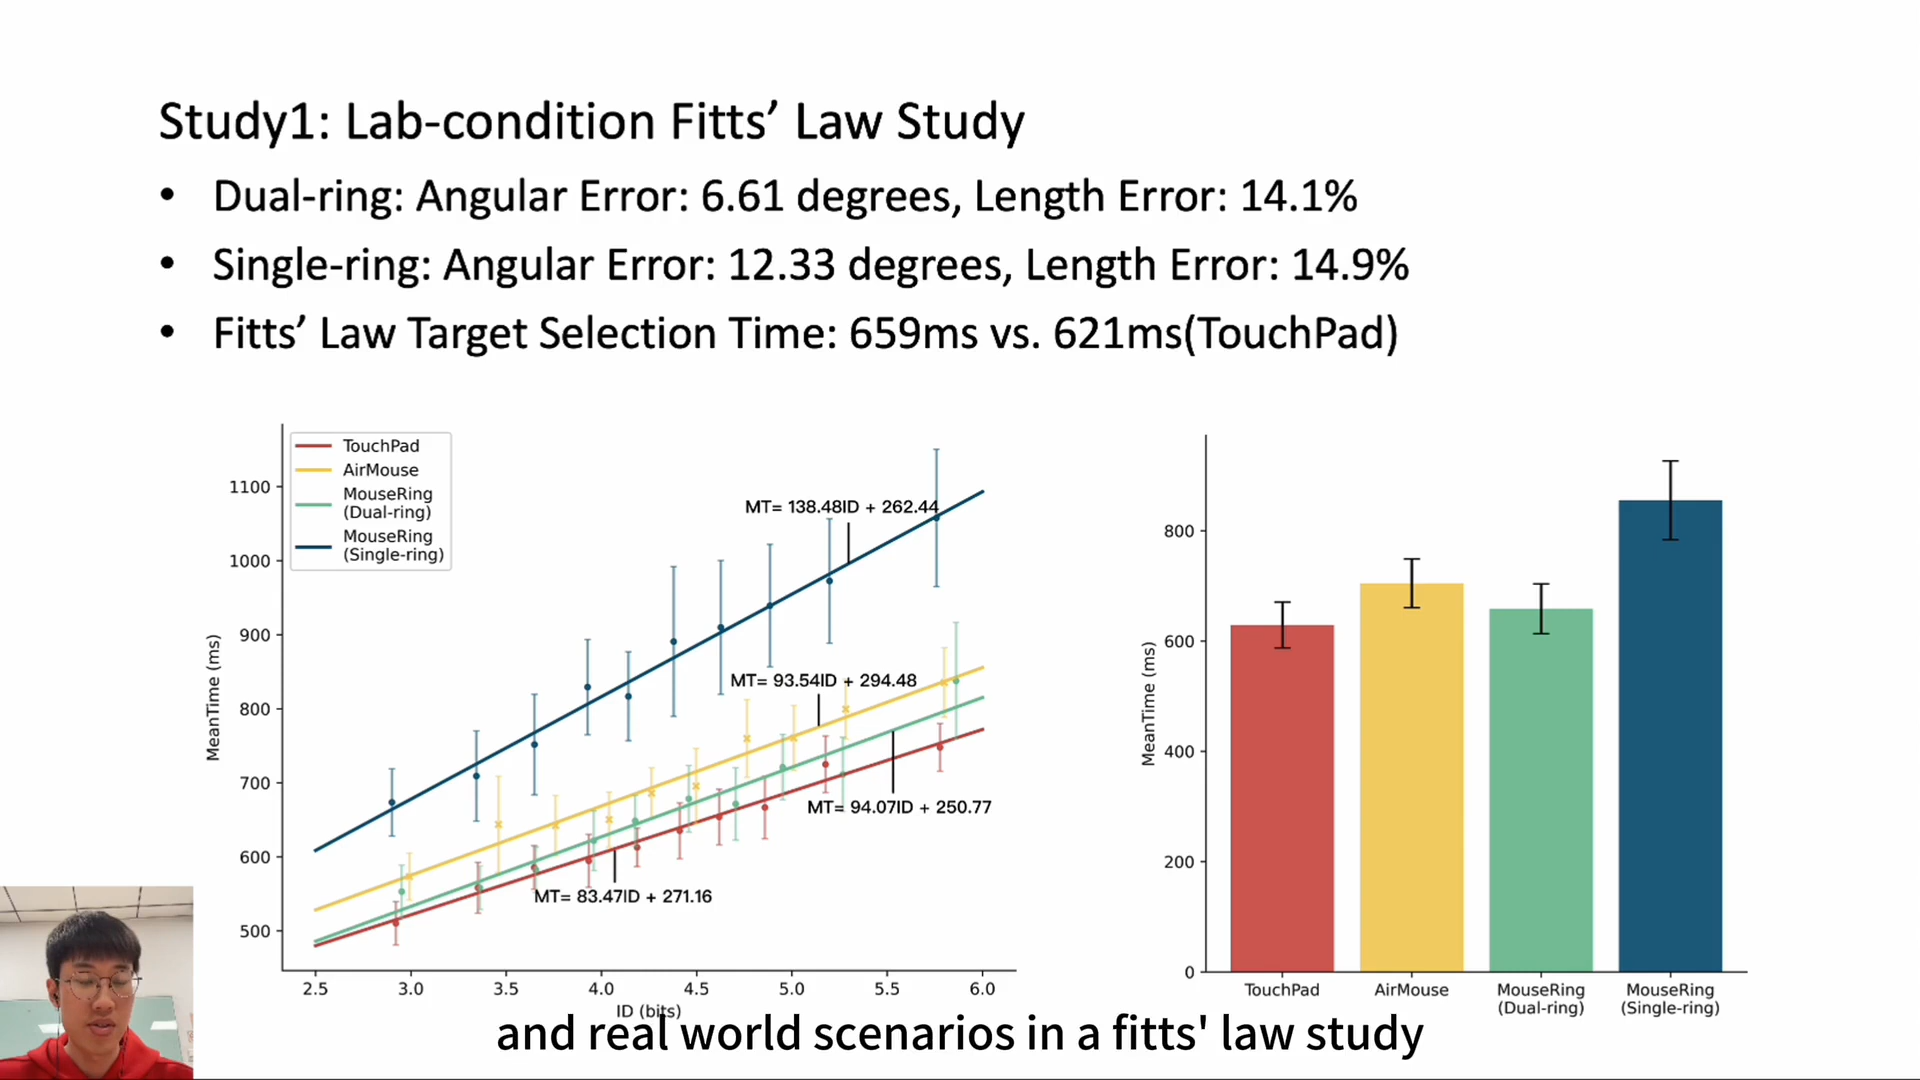 Study1: Lab-condition Fitts’ Law Study
• Dual-ring: Angular Error: 6.61 degrees, Length Error: 14.1%
• Single-ring: Angular Error: 12.33 degrees, Length Error: 14.9%
• Fitts’ Law Target Selection Time: 659ms vs. 621ms(TouchPad)
TouchPad
AirMouse
MouseRing
(Dual-ring)
MouseRing
(Single-ring)
MeanTime (ms)
1100
1000
900
800
700
600
500
MT= 138.48ID + 262.44
MT= 93.54ID + 294.48
MT= 94.07ID + 250.77
MT= 83.47ID + 271.16
2.5 3.0 3.5 4.0 4.5 5.0 5.5 6.0
ID (bits)
MeanTime (ms)
800
600
400
200
0
TouchPad
AirMouse
MouseRing
(Dual-ring)
MouseRing
(Single-ring)
and real world scenarios in a fitts' law study